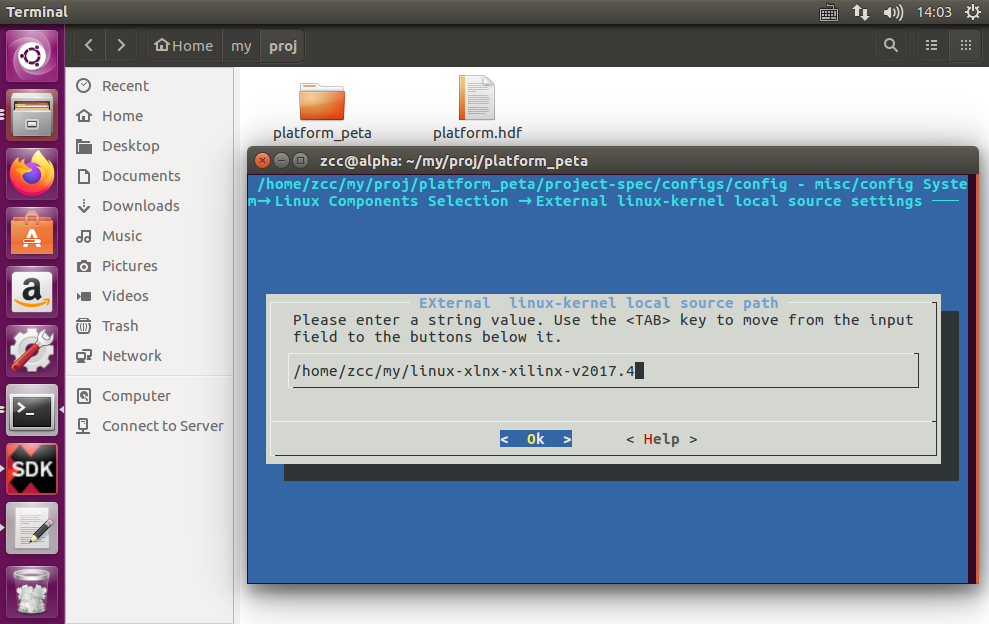 Terminal
14:03
Home my proj
Recent
Home
Desktop
Documents
Downloads
Music
Pictures
Videos
Trash
Network
Computer
Connect to Server
platform_peta
platform.hdf
zcc@alpha: ~/my/proj/platform_peta
/home/zcc/my/proj/platform_peta/project-spec/configs/config - misc/config Syste
m→Linux Components Selection →External linux-kernel local source settings
EXternal linux-kernel local source path
Please enter a string value. Use the <TAB> key to move from the input
field to the buttons below it.
/home/zcc/my/linux-xlnx-xilinx-v2017.4
< Ok > < Help >
A
a
>_
SDK